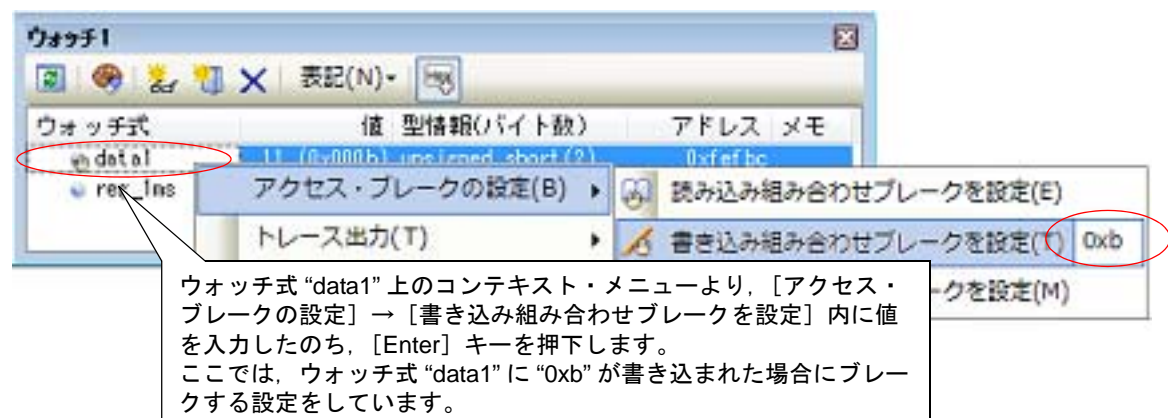 ウォッチ1
表記(N)
ウォッチ式 値 型情報(バイト数) アドレス メモ
data1 11 (0x000b) unsigned short(2) 0xfefbc
アクセス・ブレークの設定(B) 読み込み組み合わせブレークを設定(E)
トレース出力(T) 書き込み組み合わせブレークを設定(T) 0xb
ークを設定(M)
ウォッチ式 “data1” 上のコンテキスト・メニューより，［アクセス・
ブレークの設定］→［書き込み組み合わせブレークを設定］内に値
を入力したのち，［Enter］キーを押下します。
ここでは，ウォッチ式 “data1” に “0xb” が書き込まれた場合にブレー
クする設定をしています。